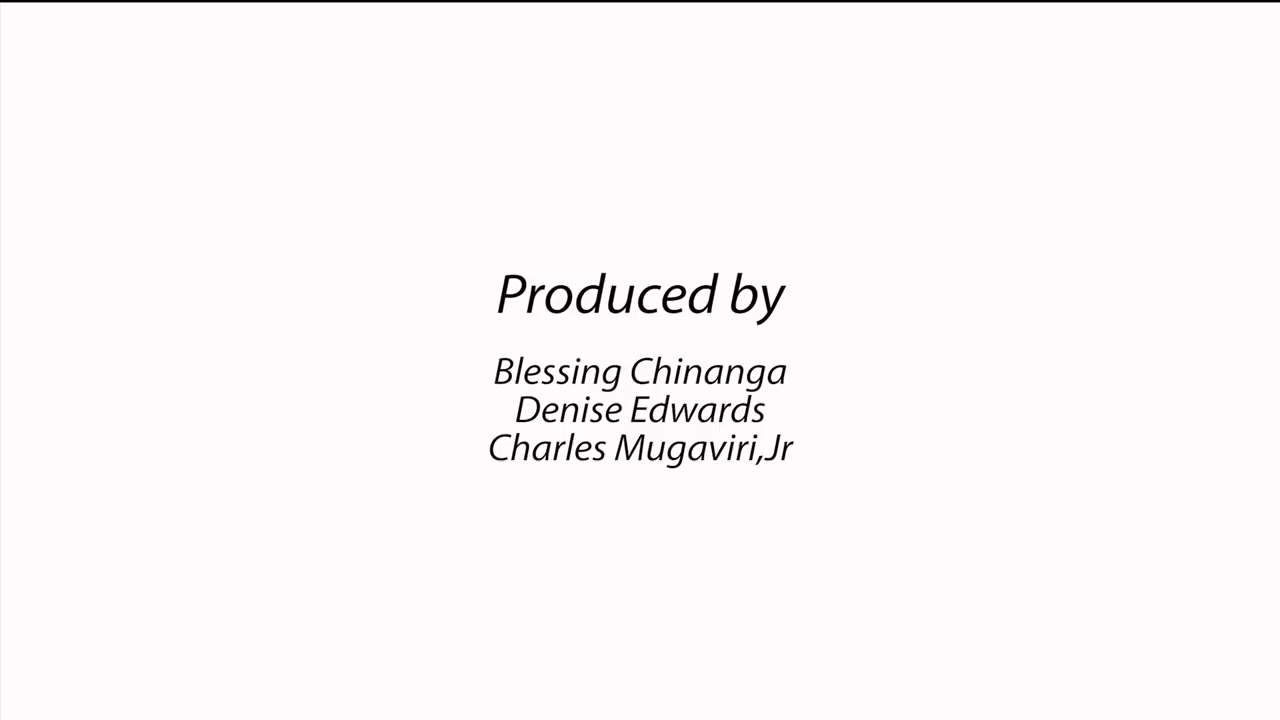 Produced by
Blessing Chinanga
Denise Edwards
Charles Mugaviri,Jr